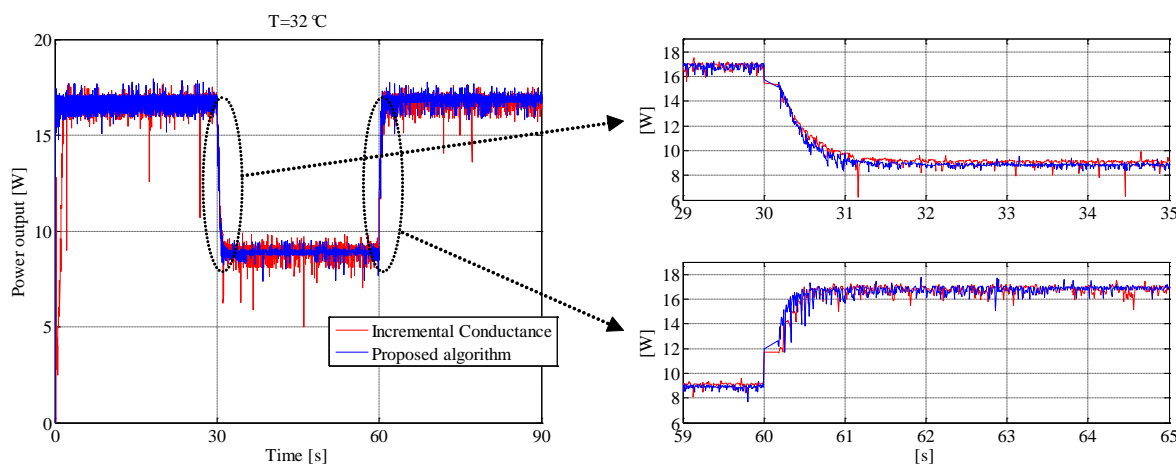 T=32 °C
20
15
10
5
0
Power output [W]
0 30 60 90
Time [s]
Incremental Conductance
Proposed algorithm
18
16
14
12
10
8
6
[W]
29 30 31 32 33 34 35
18
16
14
12
10
8
6
[W]
59 60 61 62 63 64 65
[s]